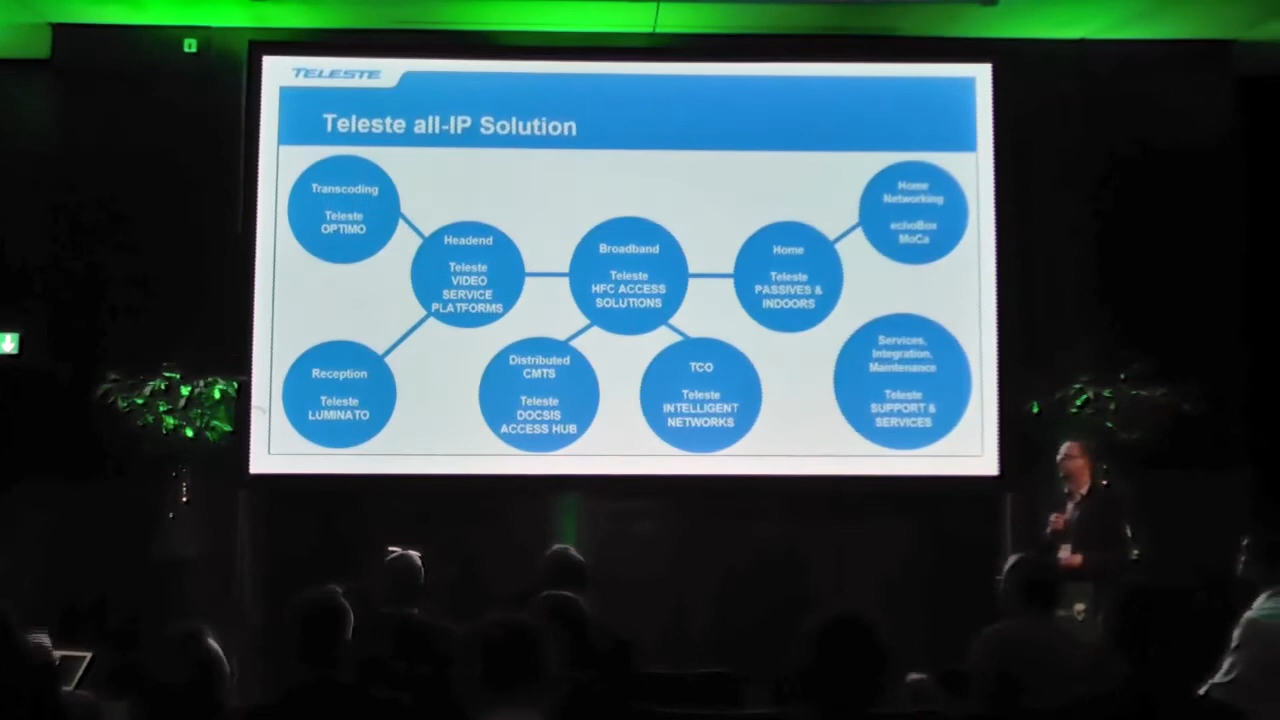 TELESTE
Teleste all-IP Solution
Transcoding
Teleste
OPTIMO
Headend
Teleste
VIDEO
SERVICE
PLATFORMS
Reception
Teleste
LUMINATO
Broadband
Teleste
HFC ACCESS
SOLUTIONS
Distributed
CMTS
Teleste
DOCSIS
ACCESS HUB
TCO
Teleste
INTELLIGENT
NETWORKS
Home
Teleste
PASSIVES &
INDOORS
Home
Networking
echoBox
MoCa
Services,
Integration,
Maintenance
Teleste
SUPPORT &
SERVICES